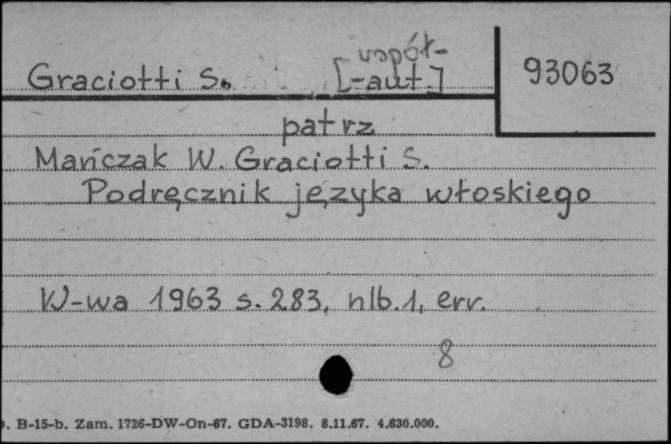 Graciotti S. [współ-aut.] 93063
patrz
Mańczak W. Graciotti S.
Podręcznik języka włoskiego
W-wa 1963 s. 283, nlb. 1, err.
8
. B-15-b. Zam. 1726-DW-On-67. GDA-3198. 8.11.67. 4.630.000.